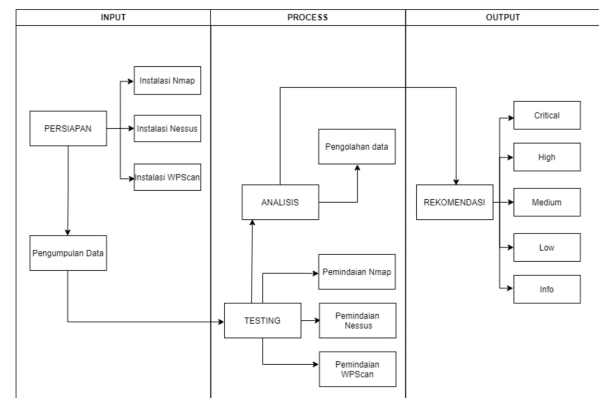 INPUT
PROCESS
OUTPUT
PERSIAPAN
Instalasi Nmap
Instalasi Nessus
Instalasi WPScan
Pengumpulan Data
ANALISIS
Pengolahan data
TESTING
Pemindaian Nmap
Pemindaian
Nessus
Pemindaian
WPScan
REKOMENDASI
Critical
High
Medium
Low
Info